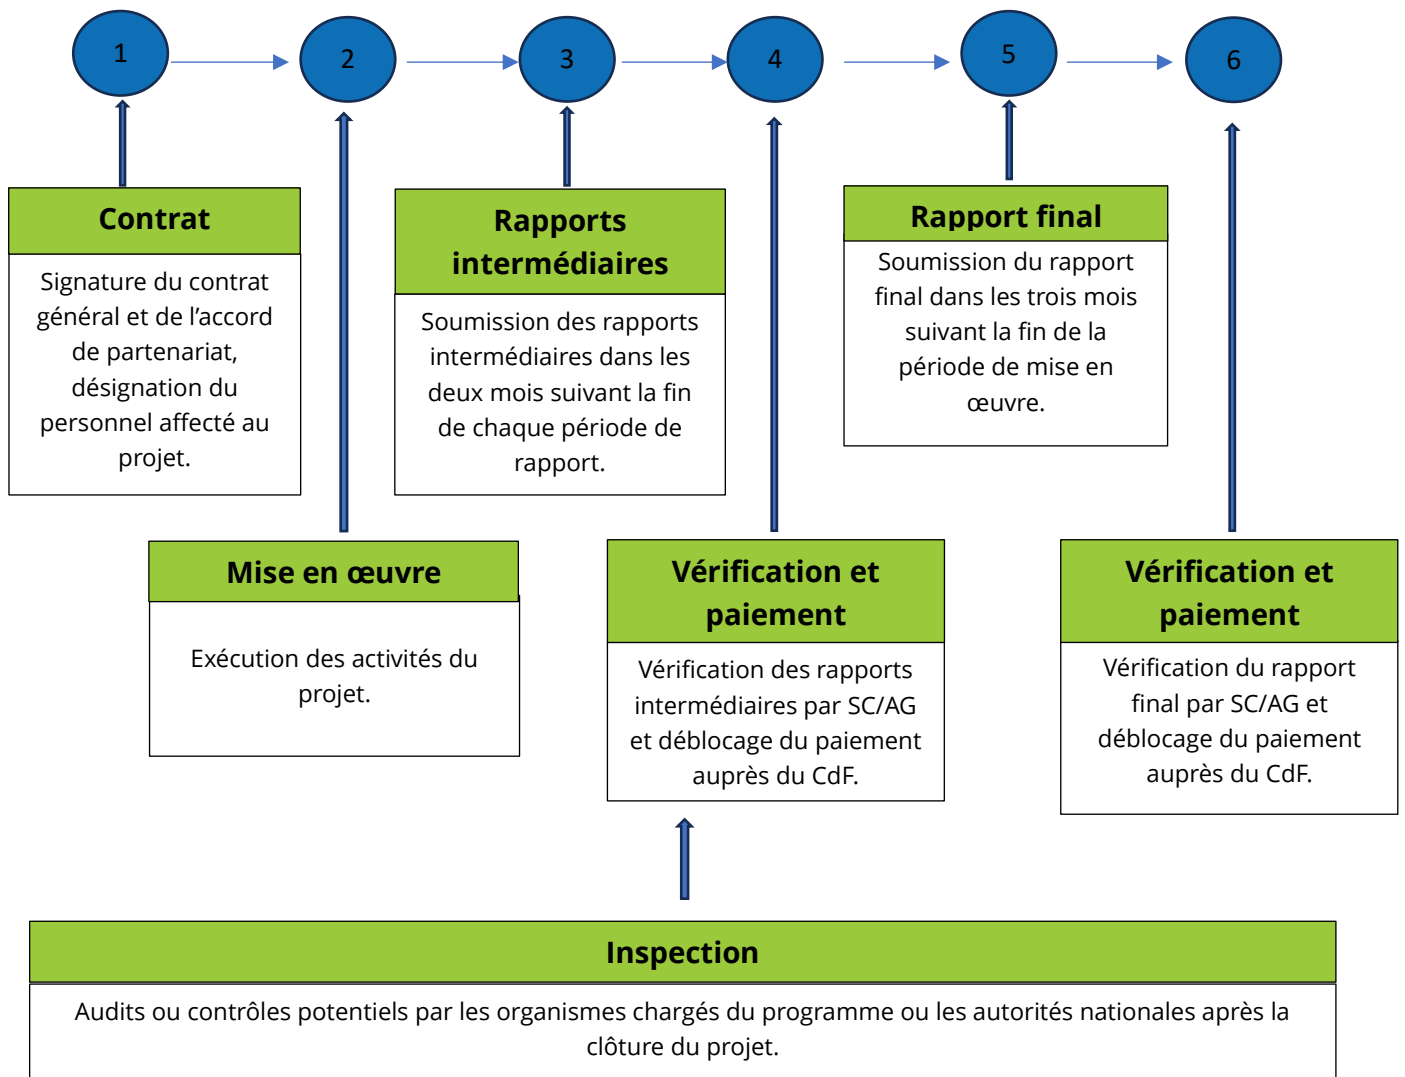 1
2
3
4
5
6
Contrat
Signature du contrat
général et de l’accord
de partenariat,
désignation du
personnel affecté au
projet.
Rapports
intermédiaires
Soumission des rapports
intermédiaires dans les
deux mois suivant la fin
de chaque période de
rapport.
Rapport final
Soumission du rapport
final dans les trois mois
suivant la fin de la
période de mise en
œuvre.
Mise en œuvre
Exécution des activités du
projet.
Vérification et
paiement
Vérification des rapports
intermédiaires par SC/AG
et déblocage du paiement
auprès du CdF.
Vérification et
paiement
Vérification du rapport
final par SC/AG et
déblocage du paiement
auprès du CdF.
Inspection
Audits ou contrôles potentiels par les organismes chargés du programme ou les autorités nationales après la
clôture du projet.